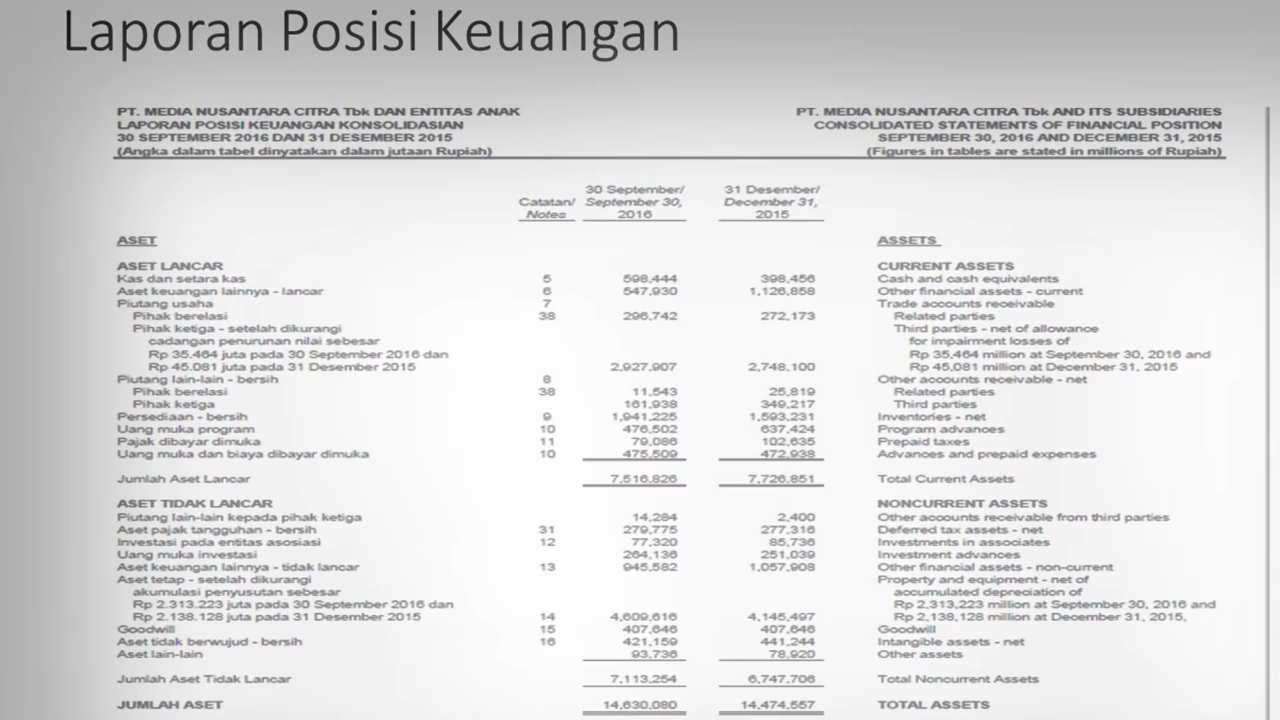 Laporan Posisi Keuangan
PT. MEDIA NUSANTARA CITRA Tbk DAN ENTITAS ANAK PT. MEDIA NUSANTARA CITRA Tbk AND ITS SUBSIDIARIES
LAPORAN POSISI KEUANGAN KONSOLIDASIAN CONSOLIDATED STATEMENTS OF FINANCIAL POSITION
30 SEPTEMBER 2016 DAN 31 DESEMBER 2015 SEPTEMBER 30, 2016 AND DECEMBER 31, 2015
(Angka dalam tabel dinyatakan dalam jutaan Rupiah) (Figures in tables are stated in millions of Rupiah)
30 September/ 31 Desember/
Catatan/ September 30, December 31,
Notes 2016 2015
ASET ASSETS
ASET LANCAR CURRENT ASSETS
Kas dan setara kas 5 598,444 398,456 Cash and cash equivalents
Aset keuangan lainnya - lancar 6 547,930 1,126,858 Other financial assets - current
Piutang usaha 7 Trade accounts receivable
Pihak berelasi 38 296,742 272,173 Related parties
Pihak ketiga - setelah dikurangi Third parties - net of allowance
cadangan penurunan nilai sebesar for impairment losses of
Rp 35.464 juta pada 30 September 2016 dan Rp 35,464 million at September 30, 2016 and
Rp 45.081 juta pada 31 Desember 2015 2,927,907 2,748,100 Rp 45,081 million at December 31, 2015
Piutang lain-lain - bersih 8 Other accounts receivable - net
Pihak berelasi 38 11,543 25,819 Related parties
Pihak ketiga 161,938 349,217 Third parties
Persediaan - bersih 9 1,941,225 1,593,231 Inventories - net
Uang muka program 10 476,502 637,424 Program advances
Pajak dibayar dimuka 11 79,086 102,635 Prepaid taxes
Uang muka dan biaya dibayar dimuka 10 475,509 472,938 Advances and prepaid expenses
Jumlah Aset Lancar 7,516,826 7,726,851 Total Current Assets
ASET TIDAK LANCAR NONCURRENT ASSETS
Piutang lain-lain kepada pihak ketiga 14,284 2,400 Other accounts receivable from third parties
Aset pajak tangguhan - bersih 31 279,775 277,316 Deferred tax assets - net
Investasi pada entitas asosiasi 12 77,320 85,736 Investments in associates
Uang muka investasi 264,136 251,039 Investment advances
Aset keuangan lainnya - tidak lancar 13 945,582 1,057,908 Other financial assets - non-current
Aset tetap - setelah dikurangi Property and equipment - net of
akumulasi penyusutan sebesar accumulated depreciation of
Rp 2.313.223 juta pada 30 September 2016 dan Rp 2,313,223 million at September 30, 2016 and
Rp 2.138.128 juta pada 31 Desember 2015 14 4,609,616 4,145,497 Rp 2,138,128 million at December 31, 2015,
Goodwill 15 407,646 407,646 Goodwill
Aset tidak berwujud - bersih 16 421,159 441,244 Intangible assets - net
Aset lain-lain 93,736 78,920 Other assets
Jumlah Aset Tidak Lancar 7,113,254 6,747,706 Total Noncurrent Assets
JUMLAH ASET 14,630,080 14,474,557 TOTAL ASSETS